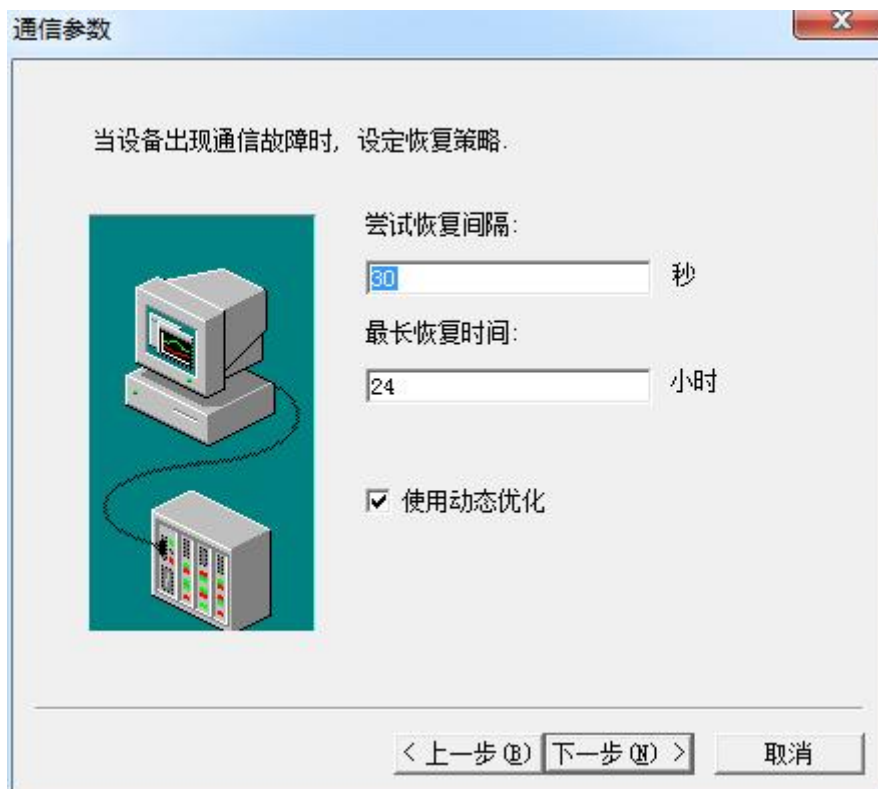 通信参数
当设备出现通信故障时,设定恢复策略.
尝试恢复间隔:
30 秒
最长恢复时间:
24 小时
使用动态优化
<上一步(B) 下一步(N)> 取消